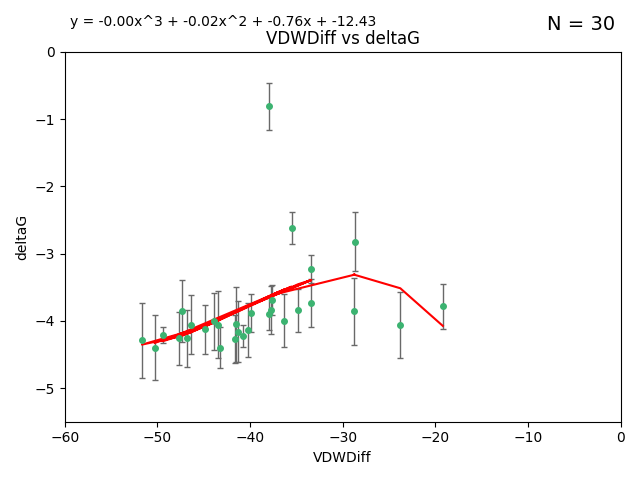 y = -0.00x^3 + -0.02x^2 + -0.76x + -12.43
N = 30
VDWDiff vs deltaG
0
−1
−2
−3
−4
−5
deltaG
−60 −50 −40 −30 −20 −10 0
VDWDiff